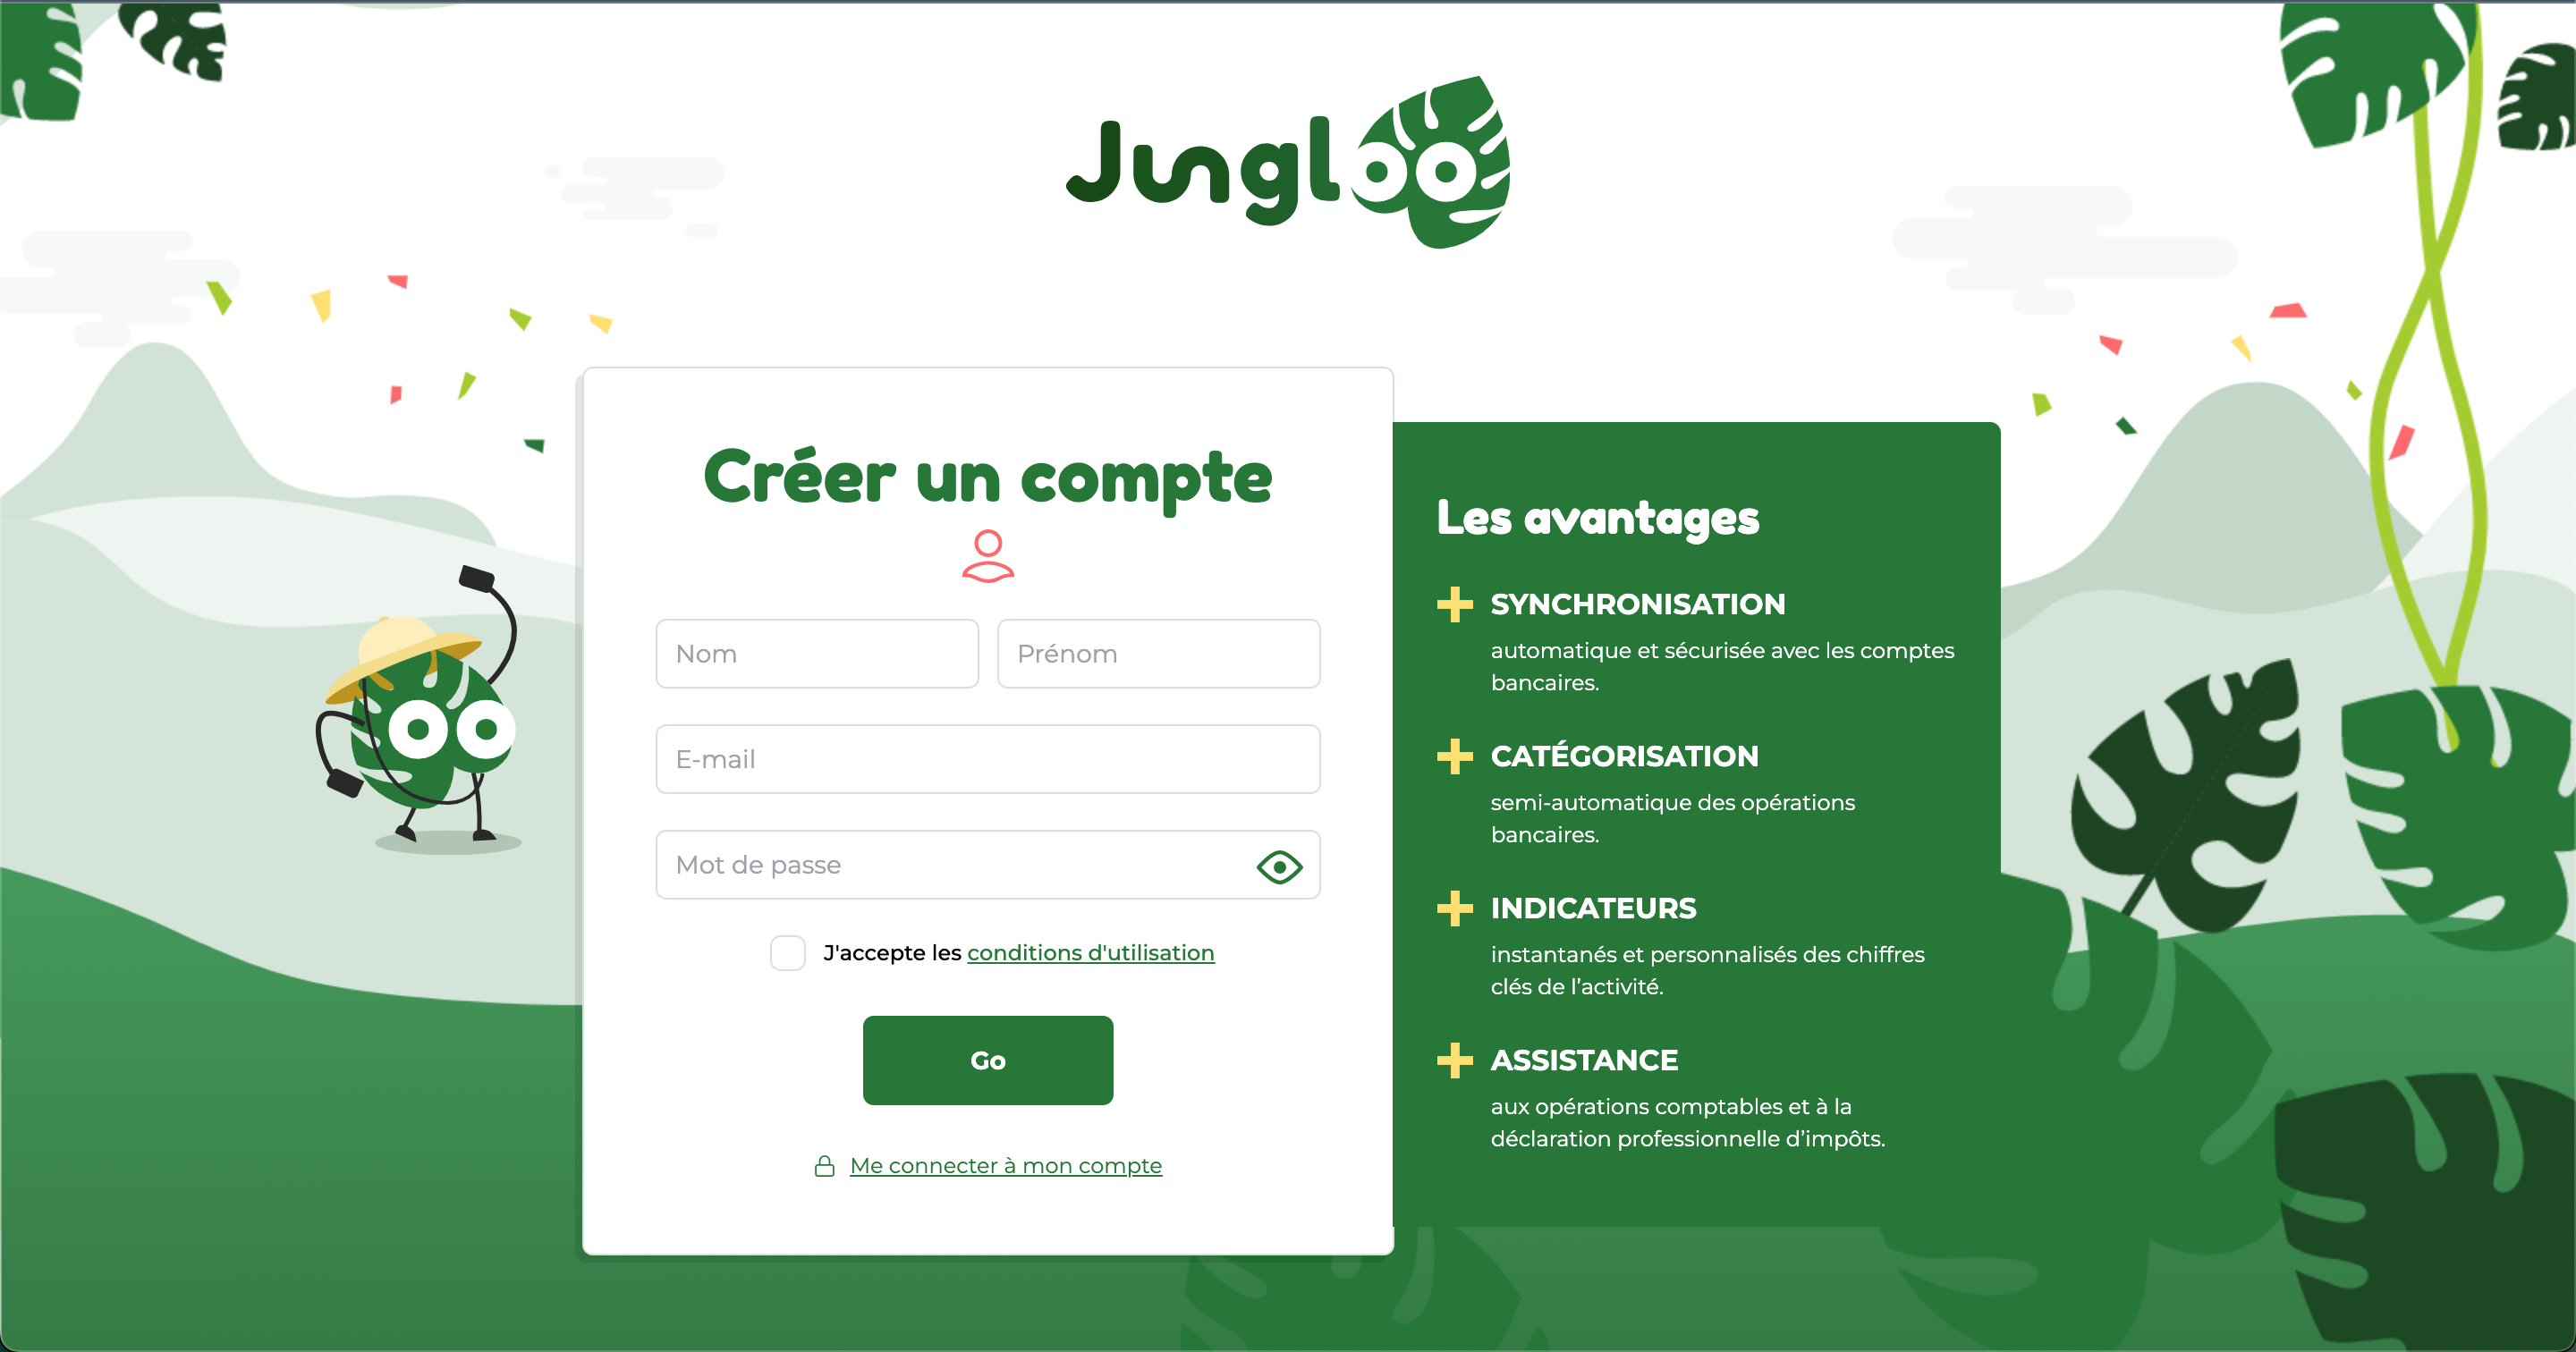 Jungloo
Créer un compte
Nom
Prénom
E-mail
Mot de passe
J'accepte les conditions d'utilisation
Go
Me connecter à mon compte
Les avantages
SYNCHRONISATION
automatique et sécurisée avec les comptes
bancaires.
CATÉGORISATION
semi-automatique des opérations
bancaires.
INDICATEURS
instantanés et personnalisés des chiffres
clés de l’activité.
ASSISTANCE
aux opérations comptables et à la
déclaration professionnelle d’impôts.